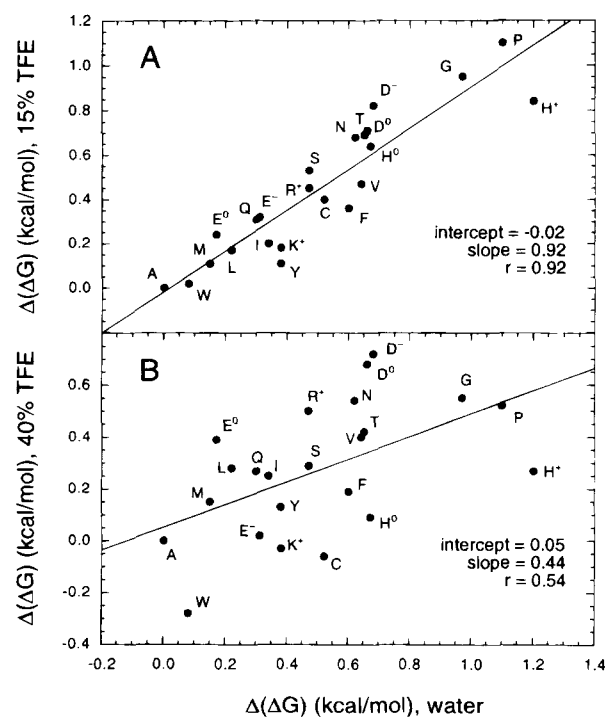 A
Δ(ΔG) (kcal/mol), 15% TFE
1.2
1.0
0.8
0.6
0.4
0.2
0.0
P
G
H⁺
D⁻
T
D⁰
N
H⁰
S
R⁺
V
C
F
Q
E⁻
E⁰
I
K⁺
Y
M
L
A
W
intercept = -0.02
slope = 0.92
r = 0.92
B
Δ(ΔG) (kcal/mol), 40% TFE
0.6
0.4
0.2
0.0
-0.2
-0.4
D⁻
D⁰
G
P
R⁺
N
T
V
E⁰
S
L
Q
I
H⁺
F
M
Y
H⁰
E⁻
K⁺
A
C
W
intercept = 0.05
slope = 0.44
r = 0.54
-0.2 0.0 0.2 0.4 0.6 0.8 1.0 1.2 1.4
Δ(ΔG) (kcal/mol), water